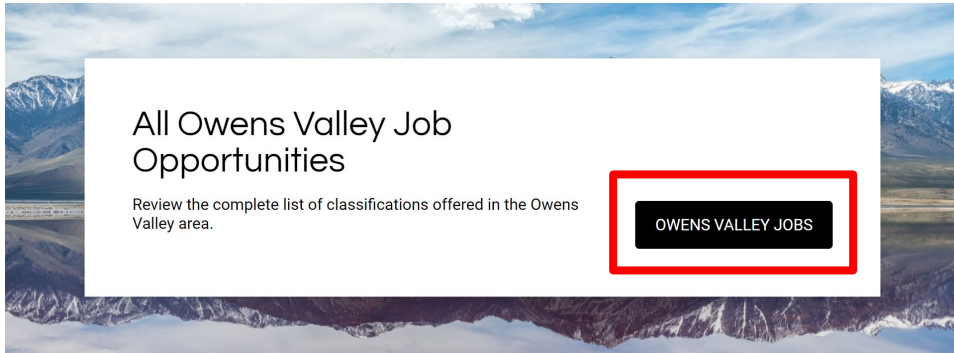 All Owens Valley Job
Opportunities
Review the complete list of classifications offered in the Owens
Valley area.
OWENS VALLEY JOBS